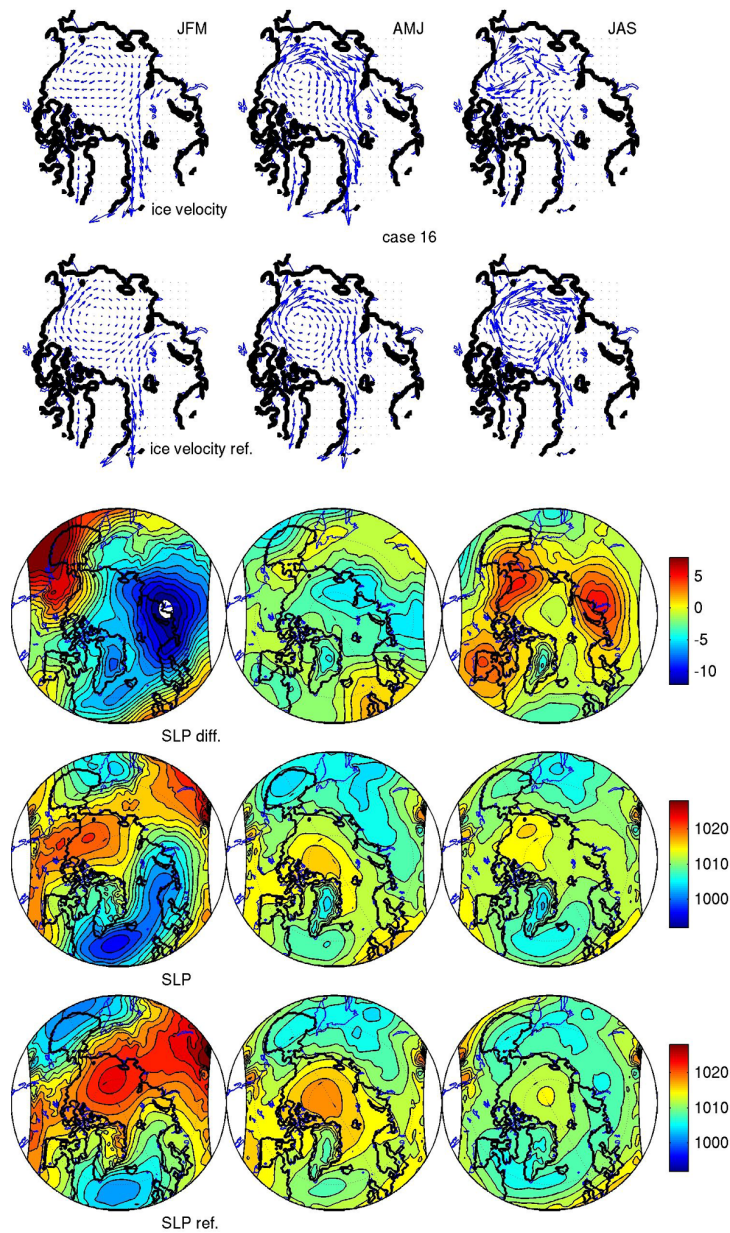 JFM AMJ JAS
ice velocity
case 16
ice velocity ref.
5
0
-5
-10
SLP diff.
1020
1010
1000
SLP
1020
1010
1000
SLP ref.